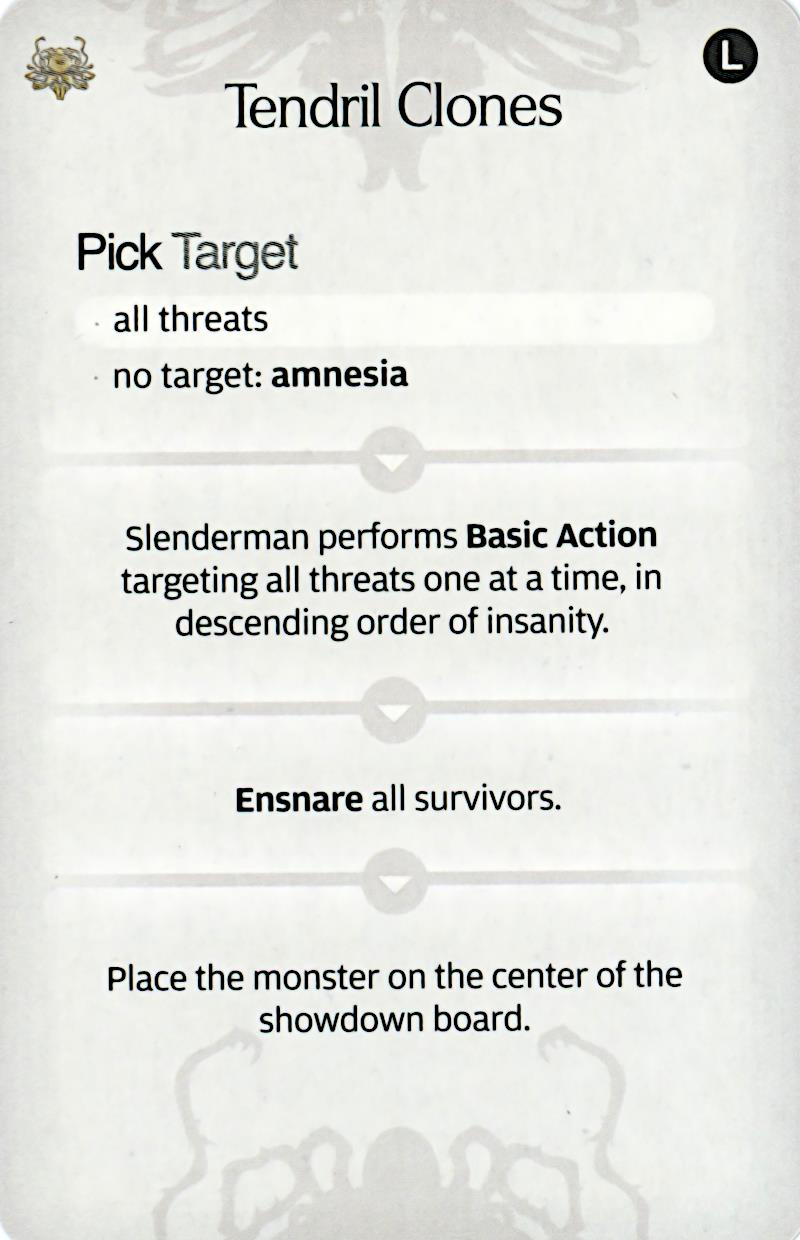 L
Tendril Clones
Pick Target
· all threats
· no target: amnesia
Slenderman performs Basic Action
targeting all threats one at a time, in
descending order of insanity.
Ensnare all survivors.
Place the monster on the center of the
showdown board.